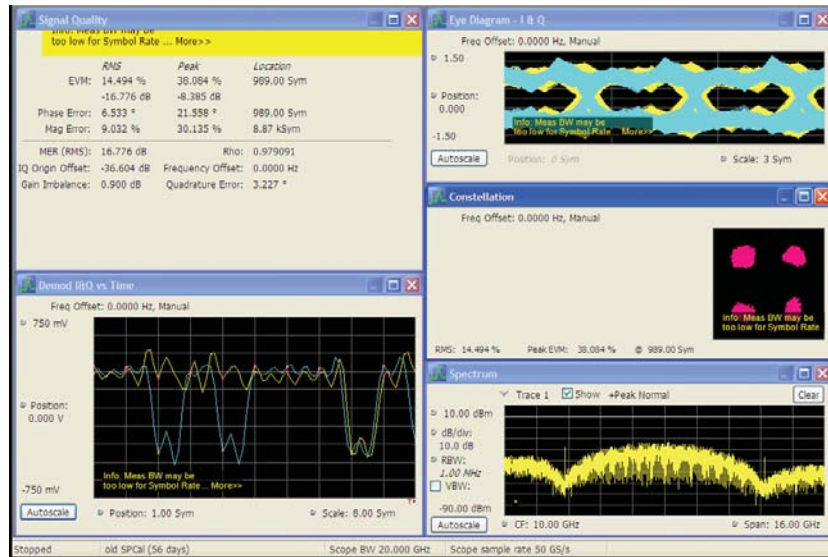 Signal Quality
Info: Meas BW may be
too low for Symbol Rate ... More>>
RMS Peak Location
EVM: 14.494 % 38.084 % 989.00 Sym
-16.776 dB -8.385 dB
Phase Error: 6.533 ° 21.558 ° 989.00 Sym
Mag Error: 9.032 % 30.135 % 8.87 kSym
MER (RMS): 16.776 dB Rho: 0.979091
IQ Origin Offset: -36.604 dB Frequency Offset: 0.0000 Hz
Gain Imbalance: 0.900 dB Quadrature Error: 3.227 °
Demod I&Q vs Time
Freq Offset: 0.0000 Hz, Manual
750 mV
Position:
0.000 V
Info: Meas BW may be
too low for Symbol Rate... More>>
-750 mV
Autoscale Position: 1.00 Sym Scale: 8.00 Sym
Eye Diagram - I & Q
Freq Offset: 0.0000 Hz, Manual
1.50
Position:
0.000
Info: Meas BW may be
too low for Symbol Rate... More>>
-1.50
Autoscale Position: 0 Sym Scale: 3 Sym
Constellation
Freq Offset: 0.0000 Hz, Manual
Info: Meas BW may be
too low for Symbol Rate
RMS: 14.494 % Peak EVM: 38.084 % @ 989.00 Sym
Spectrum
Trace 1 Show +Peak Normal Clear
10.00 dBm
dB/div:
10.0 dB
RBW:
1.00 MHz
VBW:
-90.00 dBm
Autoscale CF: 10.00 GHz Span: 16.00 GHz
Stopped old SPCal (56 days) Scope BW 20.000 GHz Scope sample rate 50 GS/s